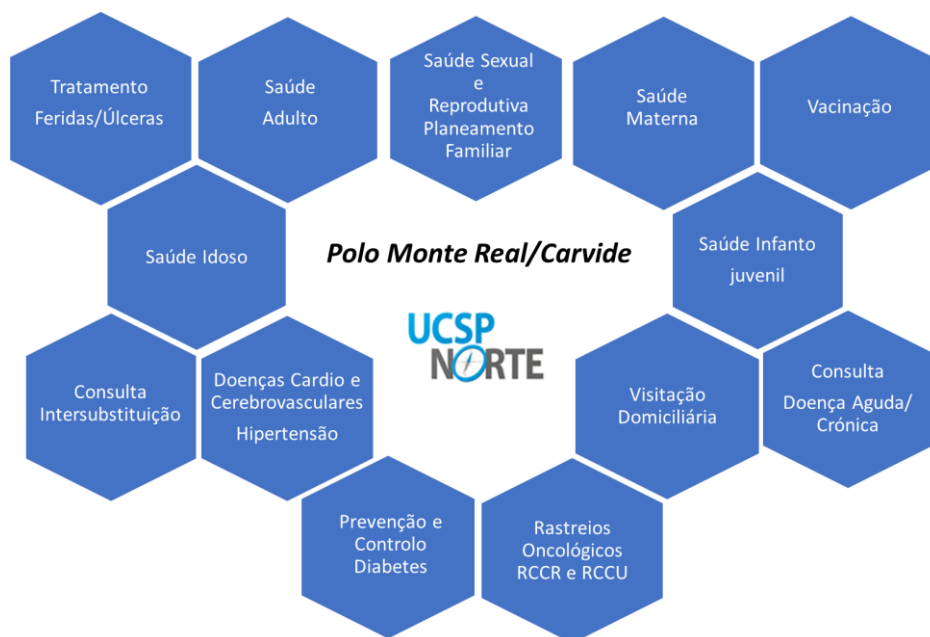 Tratamento
Feridas/Úlceras
Saúde
Adulto
Saúde Sexual
e
Reprodutiva
Planeamento
Familiar
Saúde
Materna
Vacinação
Saúde Idoso
Polo Monte Real/Carvide
Saúde Infanto
juvenil
UCSP
NORTE
Consulta
Intersubstituição
Doenças Cardio e
Cerebrovasculares
Hipertensão
Visitação
Domiciliária
Consulta
Doença Aguda/
Crónica
Prevenção e
Controlo
Diabetes
Rastreios
Oncológicos
RCCR e RCCU